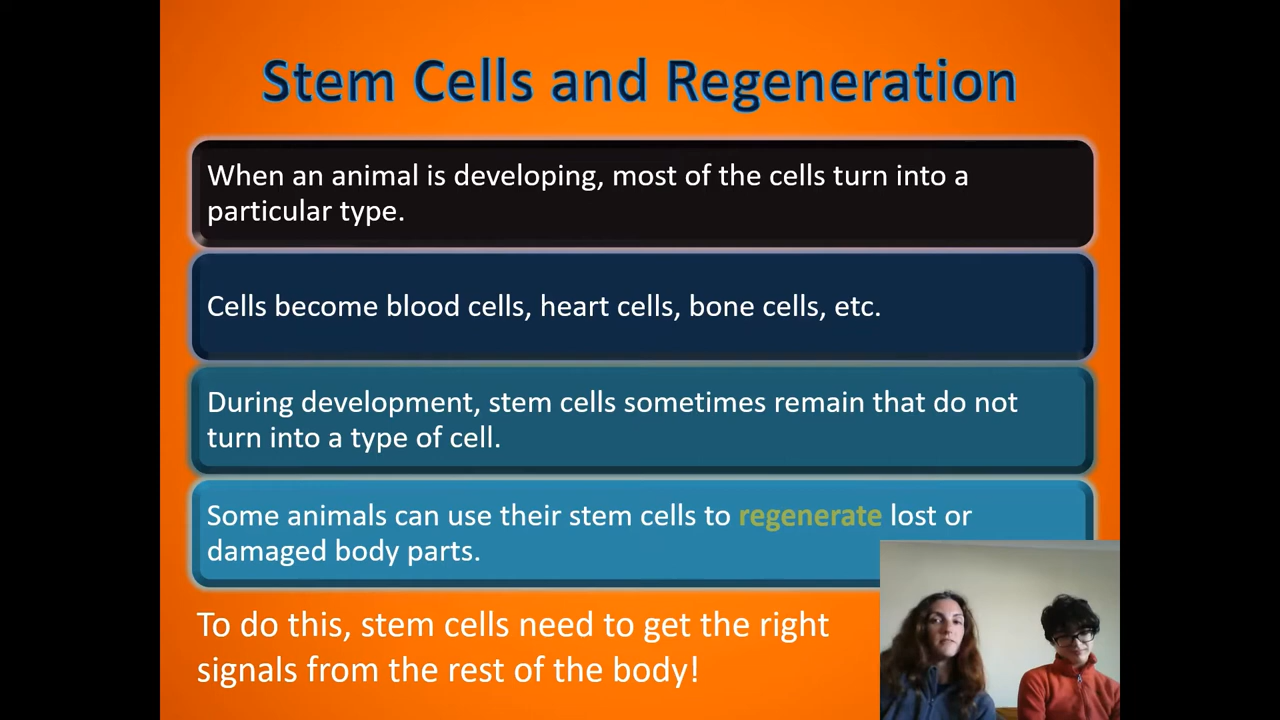 Stem Cells and Regeneration
When an animal is developing, most of the cells turn into a
particular type.
Cells become blood cells, heart cells, bone cells, etc.
During development, stem cells sometimes remain that do not
turn into a type of cell.
Some animals can use their stem cells to regenerate lost or
damaged body parts.
To do this, stem cells need to get the right
signals from the rest of the body!